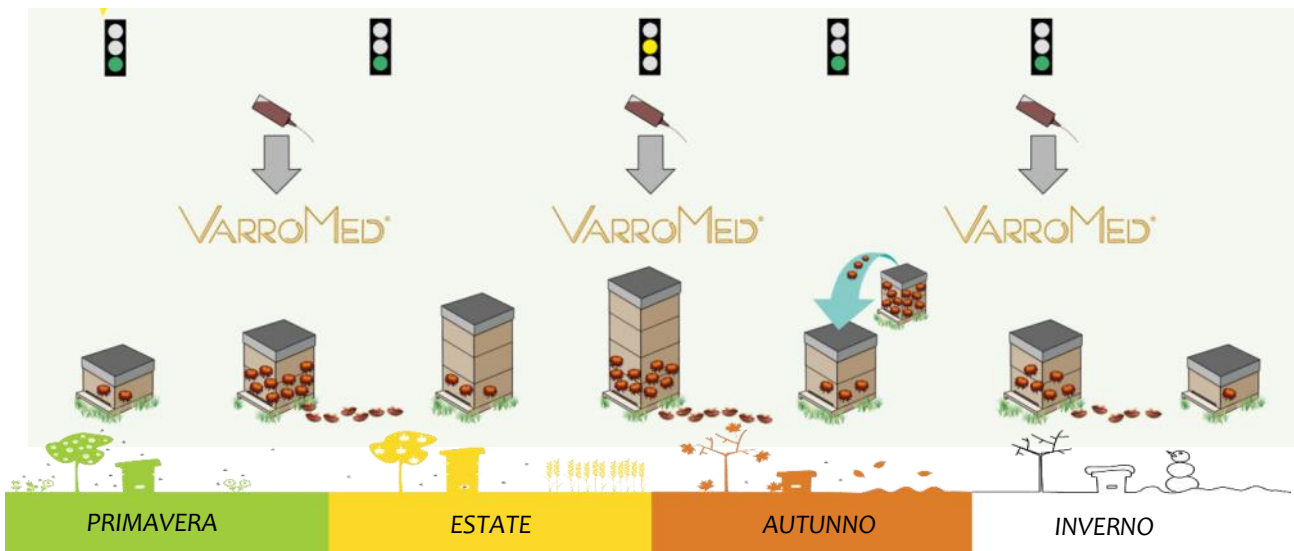 VARROMED®
VARROMED®
VARROMED®
PRIMAVERA
ESTATE
AUTUNNO
INVERNO